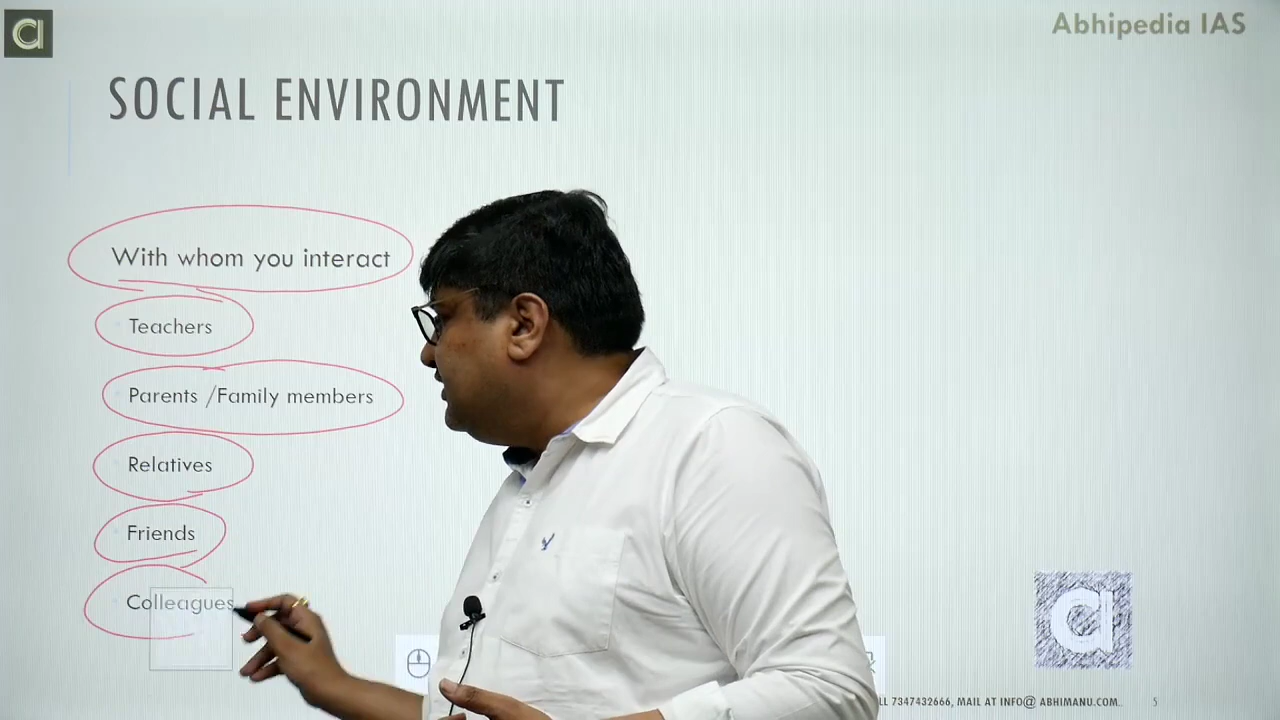 Abhipedia IAS
SOCIAL ENVIRONMENT
With whom you interact
Teachers
Parents /Family members
Relatives
Friends
Colleagues
7347432666, MAIL AT INFO@ ABHIMANU.COM. 5